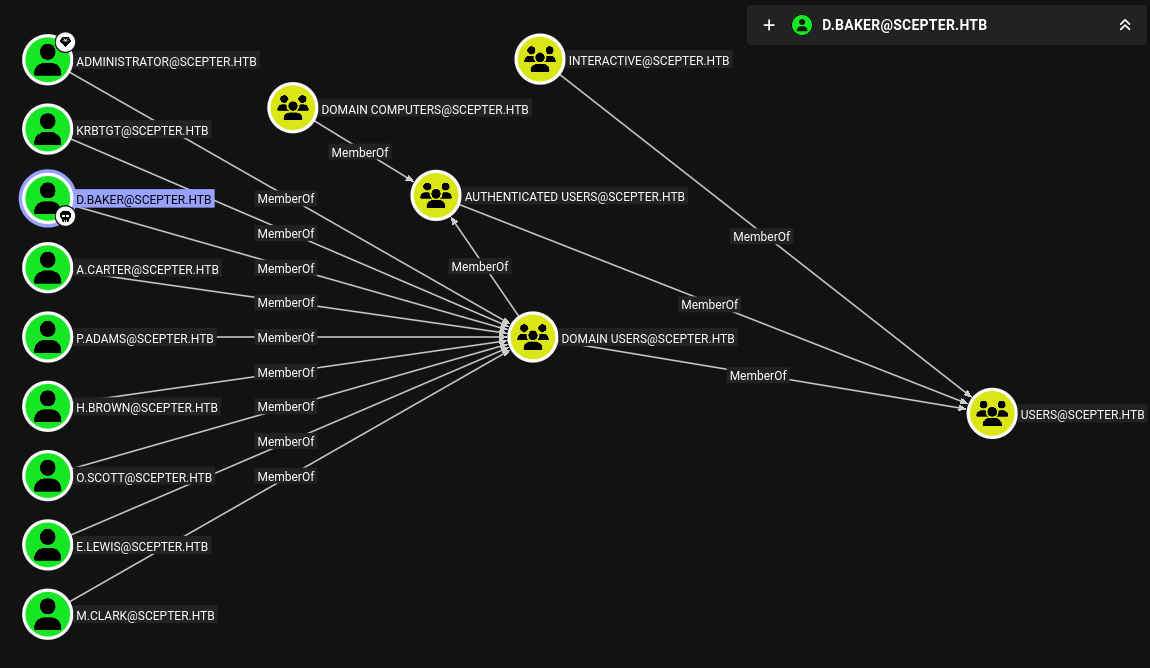 D.BAKER@SCEPTER.HTB
ADMINISTRATOR@SCEPTER.HTB
INTERACTIVE@SCEPTER.HTB
DOMAIN COMPUTERS@SCEPTER.HTB
KRBTGT@SCEPTER.HTB
MemberOf
D.BAKER@SCEPTER.HTB
MemberOf
AUTHENTICATED USERS@SCEPTER.HTB
MemberOf
MemberOf
A.CARTER@SCEPTER.HTB
MemberOf
MemberOf
MemberOf
MemberOf
P.ADAMS@SCEPTER.HTB
MemberOf
DOMAIN USERS@SCEPTER.HTB
MemberOf
MemberOf
H.BROWN@SCEPTER.HTB
MemberOf
USERS@SCEPTER.HTB
MemberOf
O.SCOTT@SCEPTER.HTB
MemberOf
E.LEWIS@SCEPTER.HTB
M.CLARK@SCEPTER.HTB